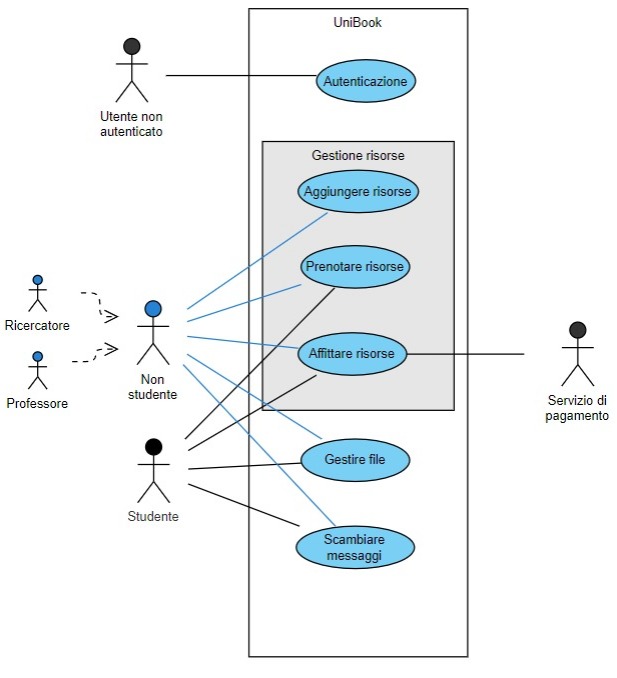 UniBook
Autenticazione
Utente non
autenticato
Gestione risorse
Aggiungere risorse
Prenotare risorse
Ricercatore
Affittare risorse
Non
studente
Professore
Servizio di
pagamento
Gestire file
Studente
Scambiare
messaggi